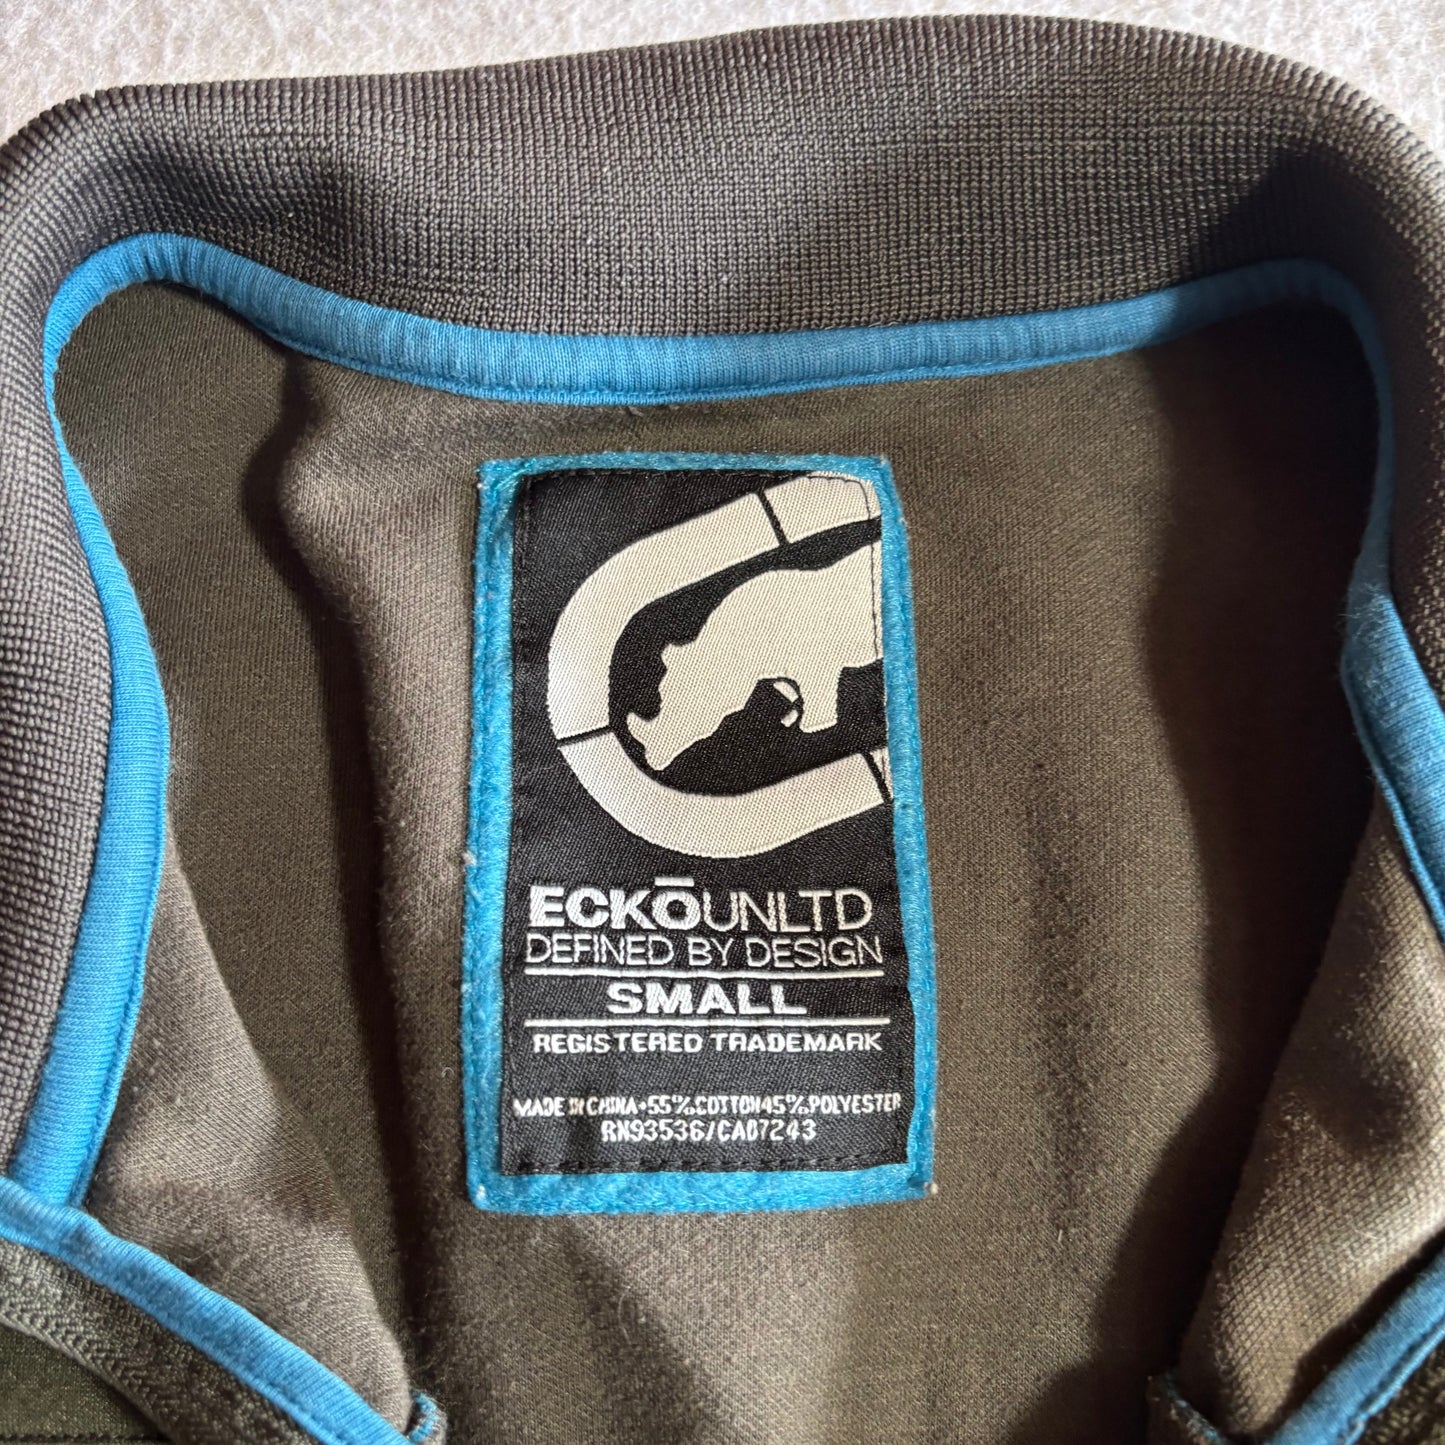 ECKŌUNLTD
DEFINED BY DESIGN
SMALL
REGISTERED TRADEMARK
MADE IN CHINA•55%COTTON45%POLYESTER
RN93536/CA07243